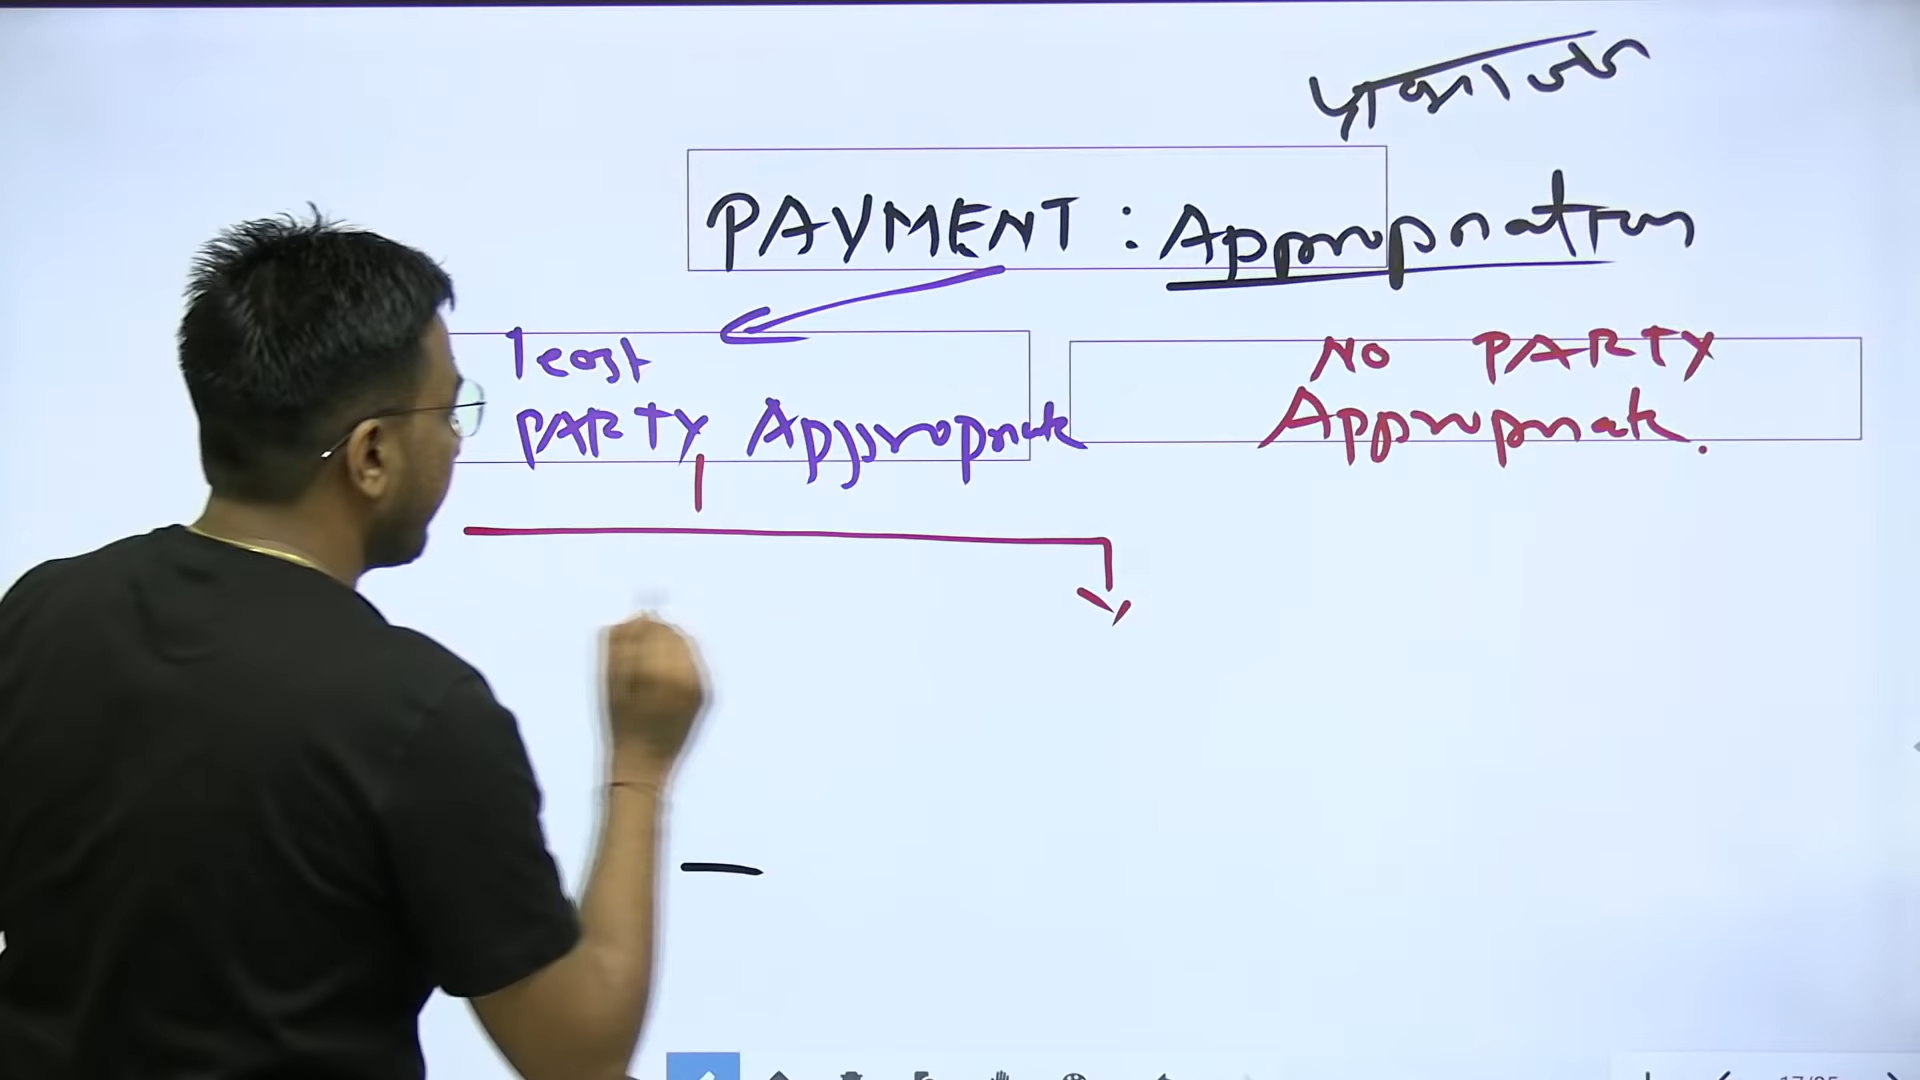 PAYMENT : Appropriation
least
PARTY Appropriate
NO PARTY
Appropriate.